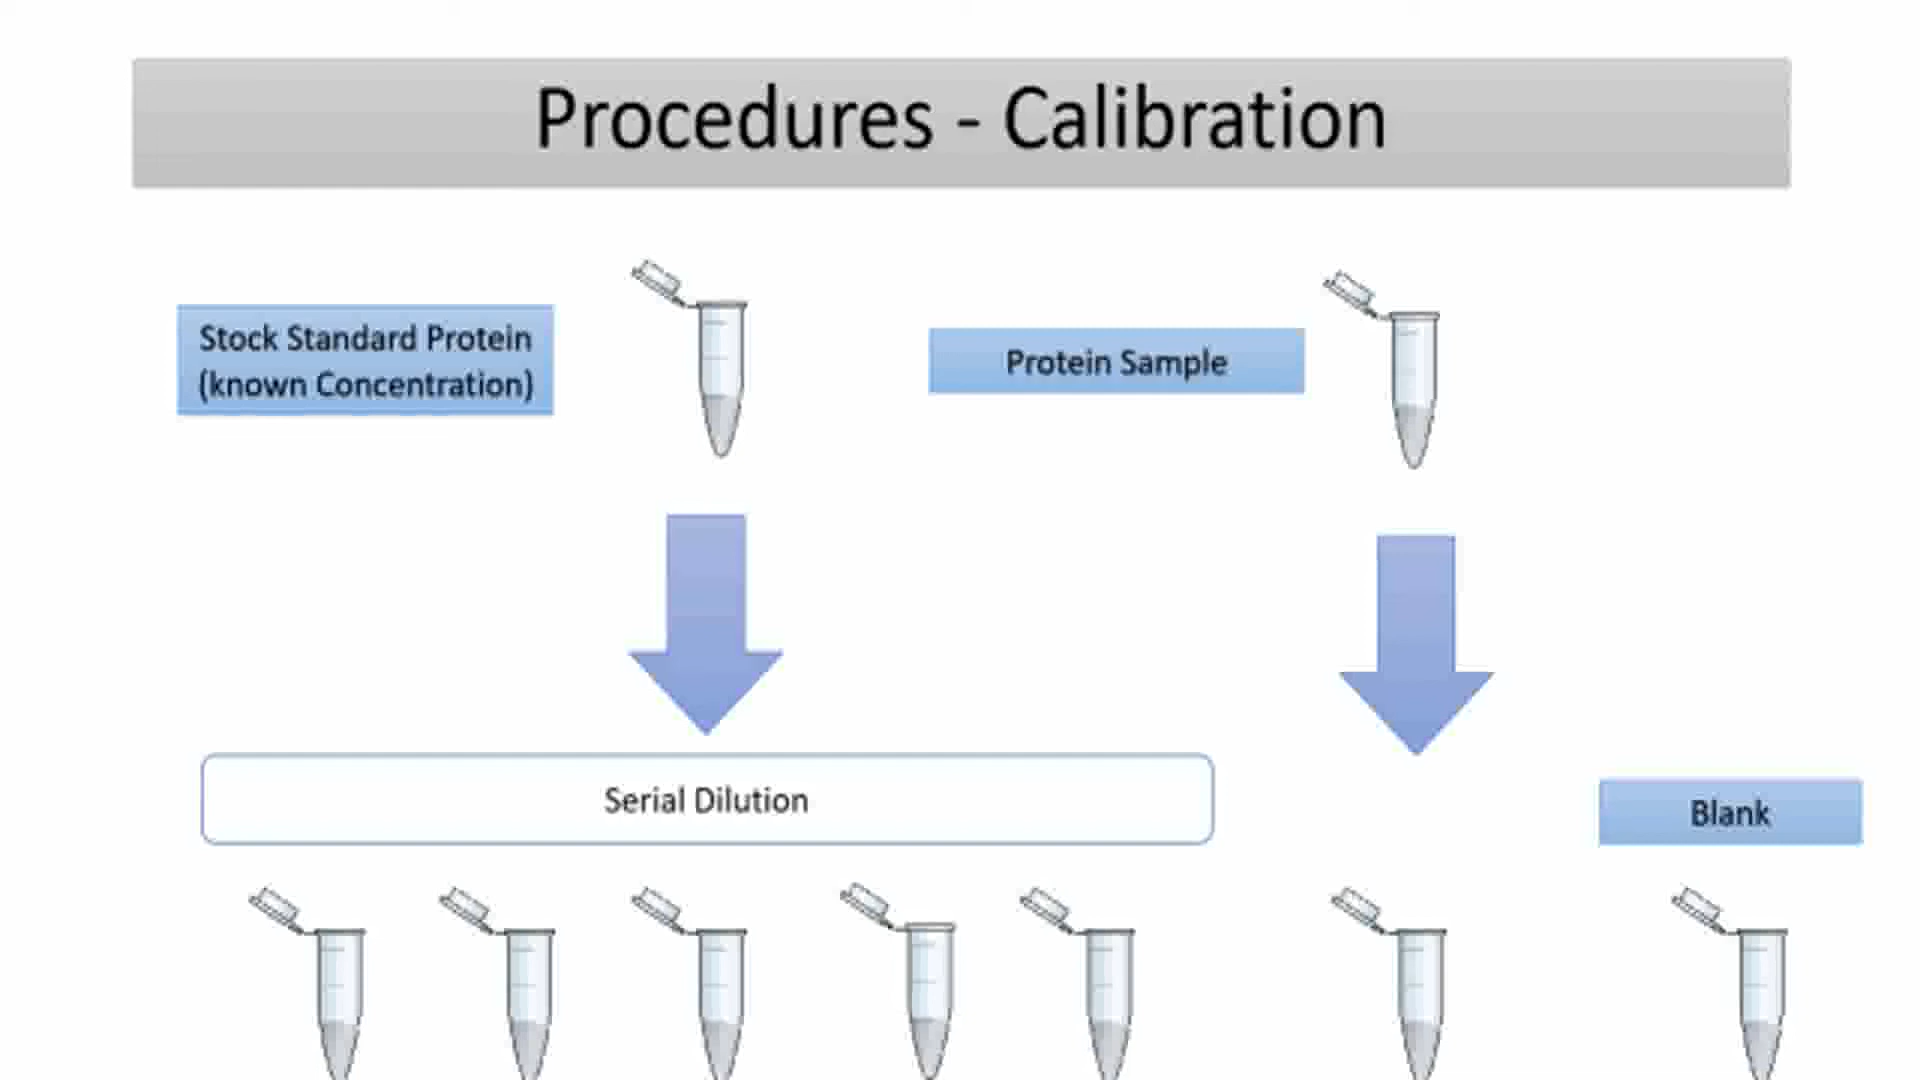 Procedures - Calibration
Stock Standard Protein
(known Concentration)
Protein Sample
Serial Dilution
Blank